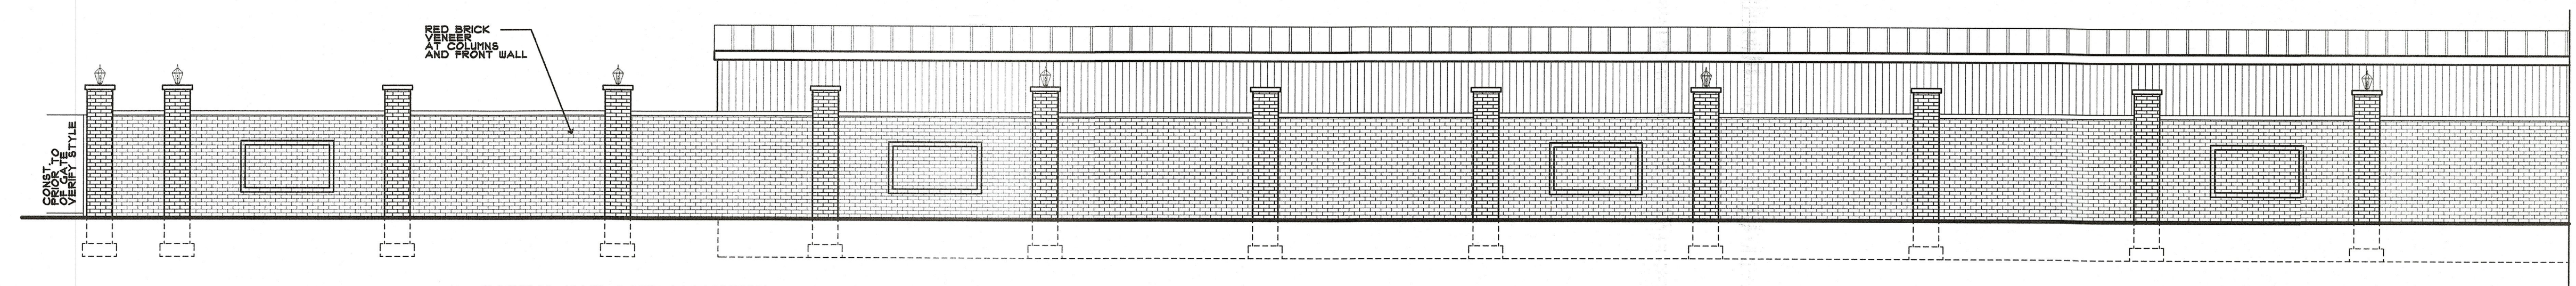 RED BRICK
VENEER
AT COLUMNS
AND FRONT WALL
VERIFY STYLE
OF GATE
PRIOR TO
CONST.